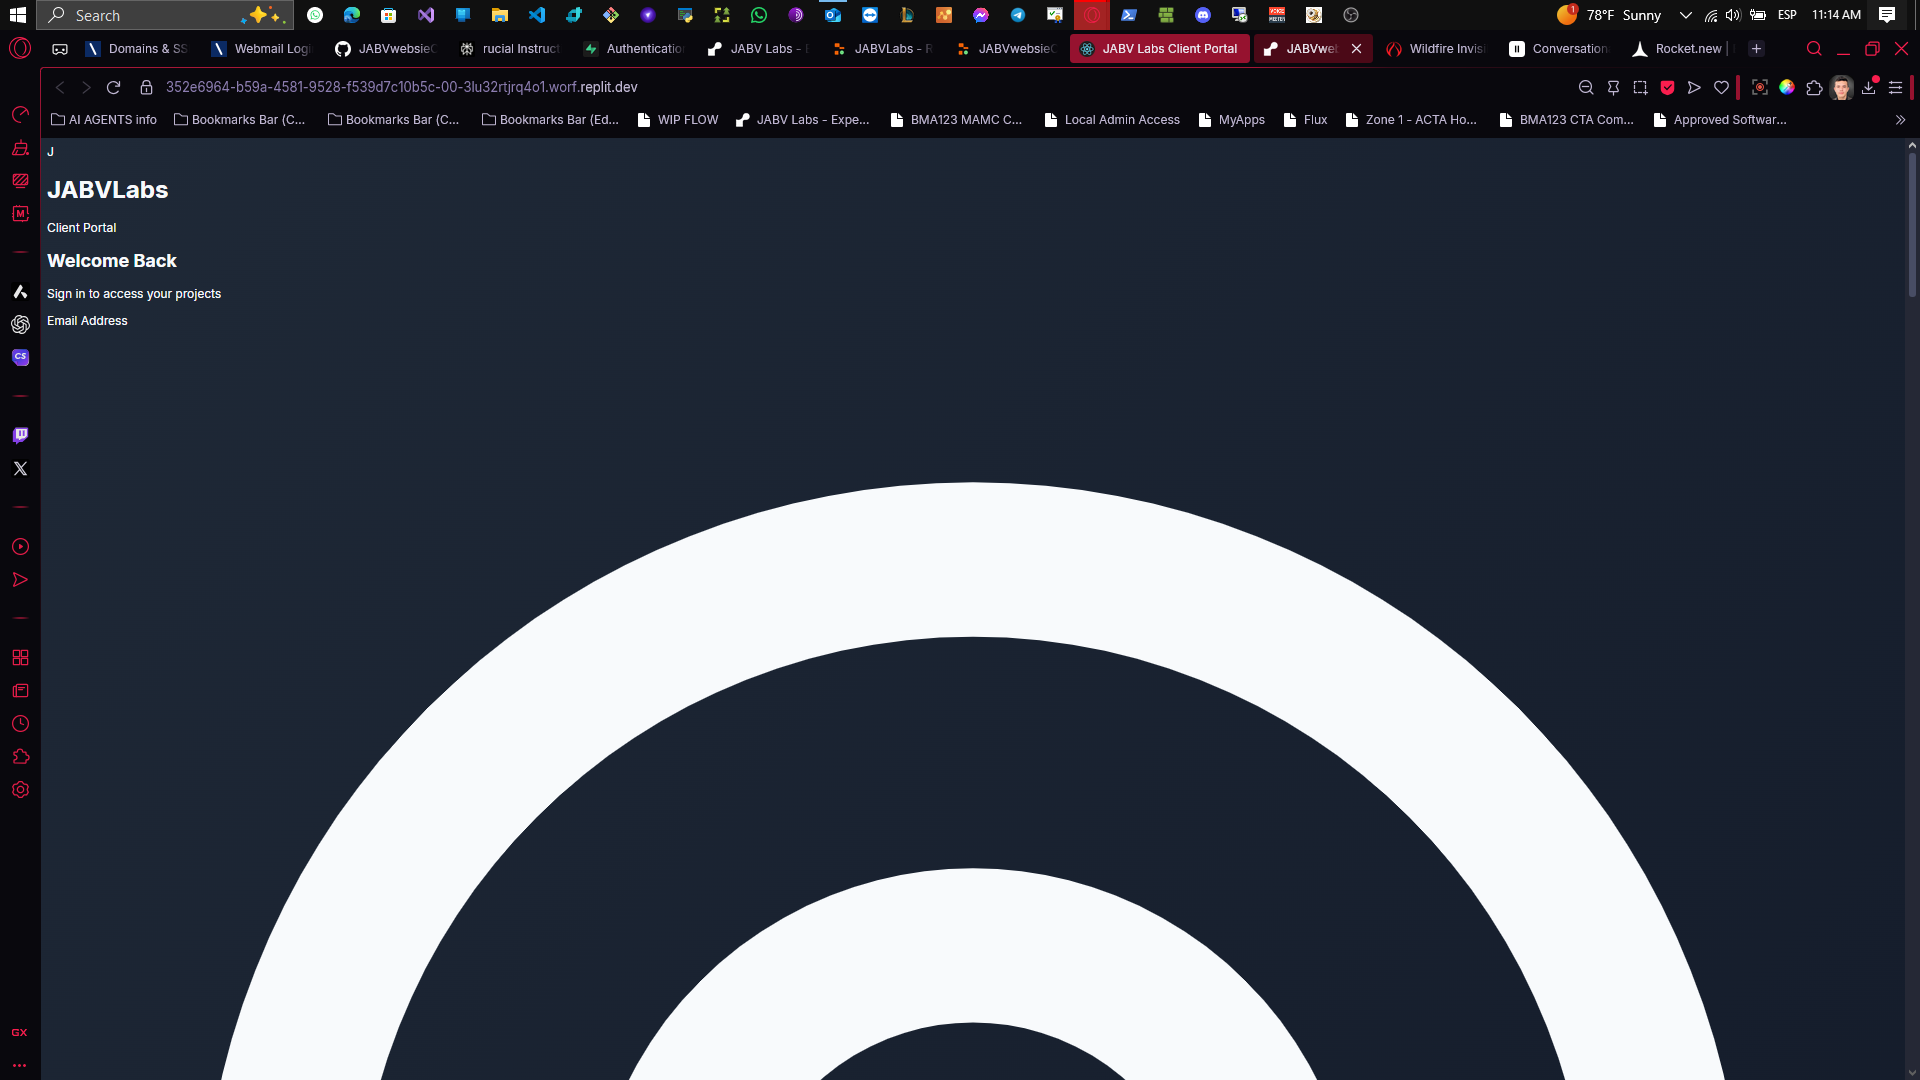 Search
78°F Sunny
ESP
11:14 AM
Domains & SS
Webmail Logi
JABVwebsieC
rucial Instruct
Authentication
JABV Labs - E
JABVLabs - R
JABVwebsieC
JABV Labs Client Portal
JABVweb
Wildfire Invisi
Conversation
Rocket.new |
352e6964-b59a-4581-9528-f539d7c10b5c-00-3lu32rtjrq4o1.worf.replit.dev
AI AGENTS info
Bookmarks Bar (C...
Bookmarks Bar (C...
Bookmarks Bar (Ed...
WIP FLOW
JABV Labs - Expe...
BMA123 MAMC C...
Local Admin Access
MyApps
Flux
Zone 1 - ACTA Ho...
BMA123 CTA Com...
Approved Softwar...
J
JABVLabs
Client Portal
Welcome Back
Sign in to access your projects
Email Address
GX